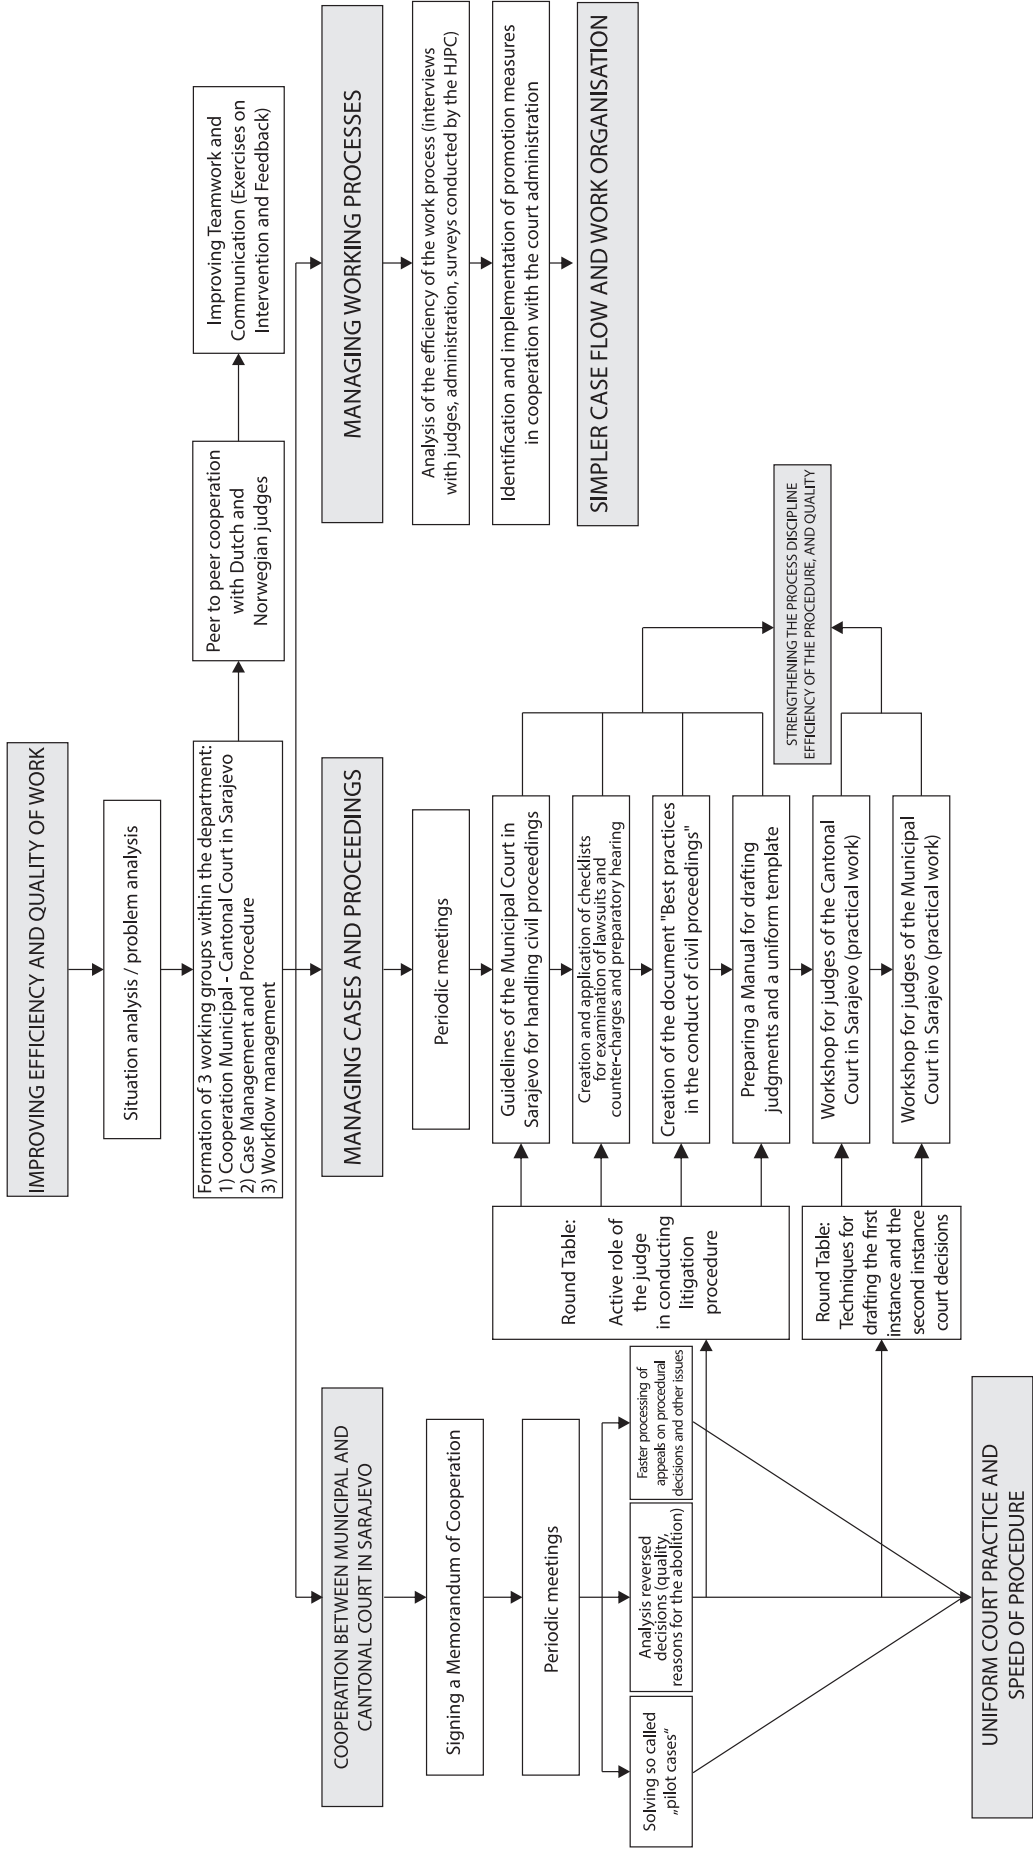 IMPROVING EFFICIENCY AND QUALITY OF WORK
Situation analysis / problem analysis
Formation of 3 working groups within the department:
1) Cooperation Municipal - Cantonal Court in Sarajevo
2) Case Management and Procedure
3) Workflow management
Peer to peer cooperation
with Dutch and
Norwegian judges
Improving Teamwork and
Communication (Exercises on
Intervention and Feedback)
COOPERATION BETWEEN MUNICIPAL AND
CANTONAL COURT IN SARAJEVO
Signing a Memorandum of Cooperation
Periodic meetings
Solving so called
„pilot cases“
Analysis reversed
decisions (quality,
reasons for the abolition)
Faster processing of
appeals on procedural
decisions and other issues
UNIFORM COURT PRACTICE AND
SPEED OF PROCEDURE
MANAGING CASES AND PROCEEDINGS
Periodic meetings
Round Table:
Active role of
the judge
in conducting
litigation
procedure
Guidelines of the Municipal Court in
Sarajevo for handling civil proceedings
Creation and application of checklists
for examination of lawsuits and
counter-charges and preparatory hearing
Creation of the document "Best practices
in the conduct of civil proceedings"
Preparing a Manual for drafting
judgments and a uniform template
Round Table:
Techniques for
drafting the first
instance and the
second instance
court decisions
Workshop for judges of the Cantonal
Court in Sarajevo (practical work)
Workshop for judges of the Municipal
Court in Sarajevo (practical work)
STRENGTHENING THE PROCESS DISCIPLINE
EFFICIENCY OF THE PROCEDURE, AND QUALITY
MANAGING WORKING PROCESSES
Analysis of the efficiency of the work process (interviews
with judges, administration, surveys conducted by the HJPC)
Identification and implementation of promotion measures
in cooperation with the court administration
SIMPLER CASE FLOW AND WORK ORGANISATION